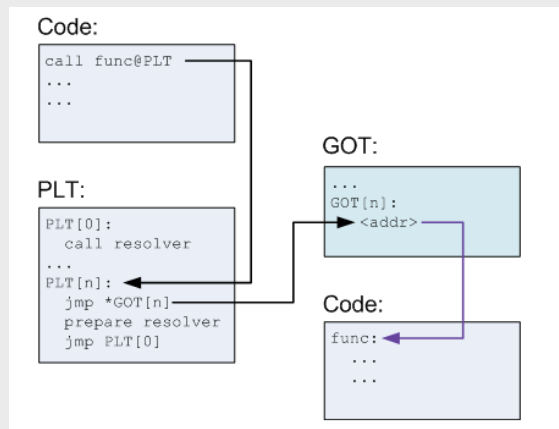 Code:
call func@PLT
...
...
PLT:
PLT[0]:
call resolver
...
PLT[n]:
jmp *GOT[n]
prepare resolver
jmp PLT[0]
GOT:
...
GOT[n]:
<addr>
Code:
func:
...
...